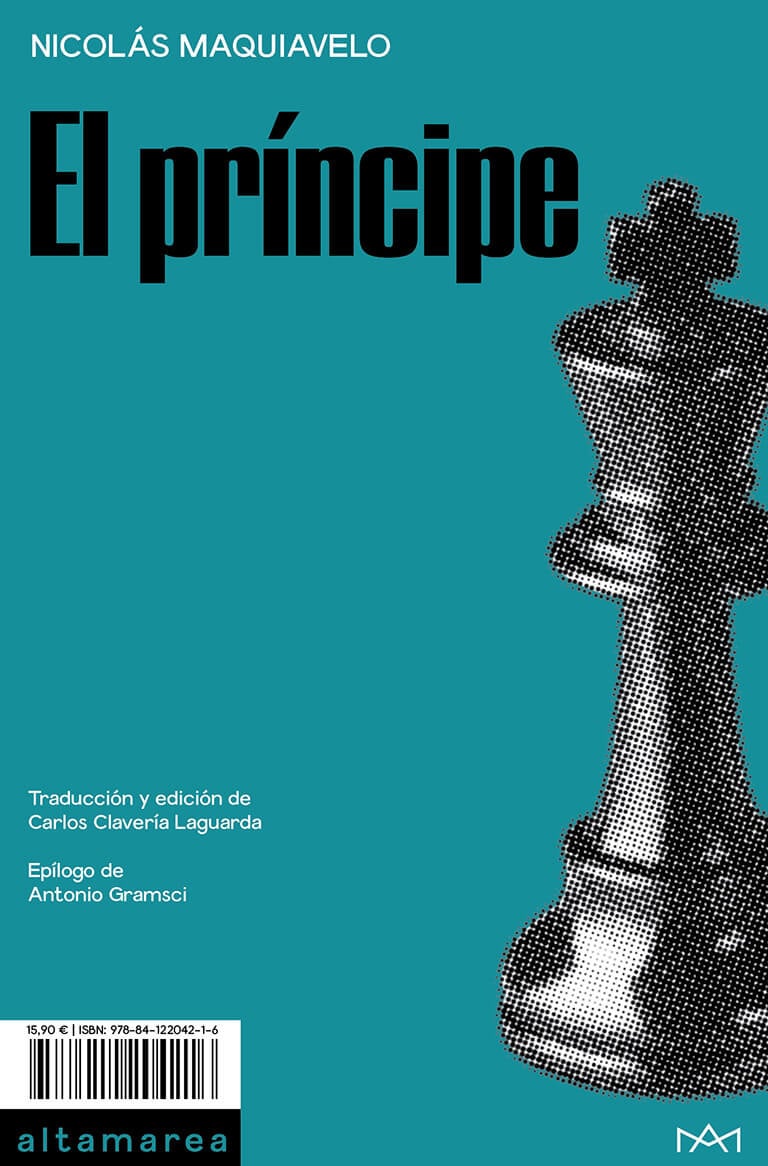 NICOLÁS MAQUIAVELO
El príncipe
Traducción y edición de
Carlos Clavería Laguarda
Epílogo de
Antonio Gramsci
15,90 € | ISBN: 978-84-122042-1-6
altamarea